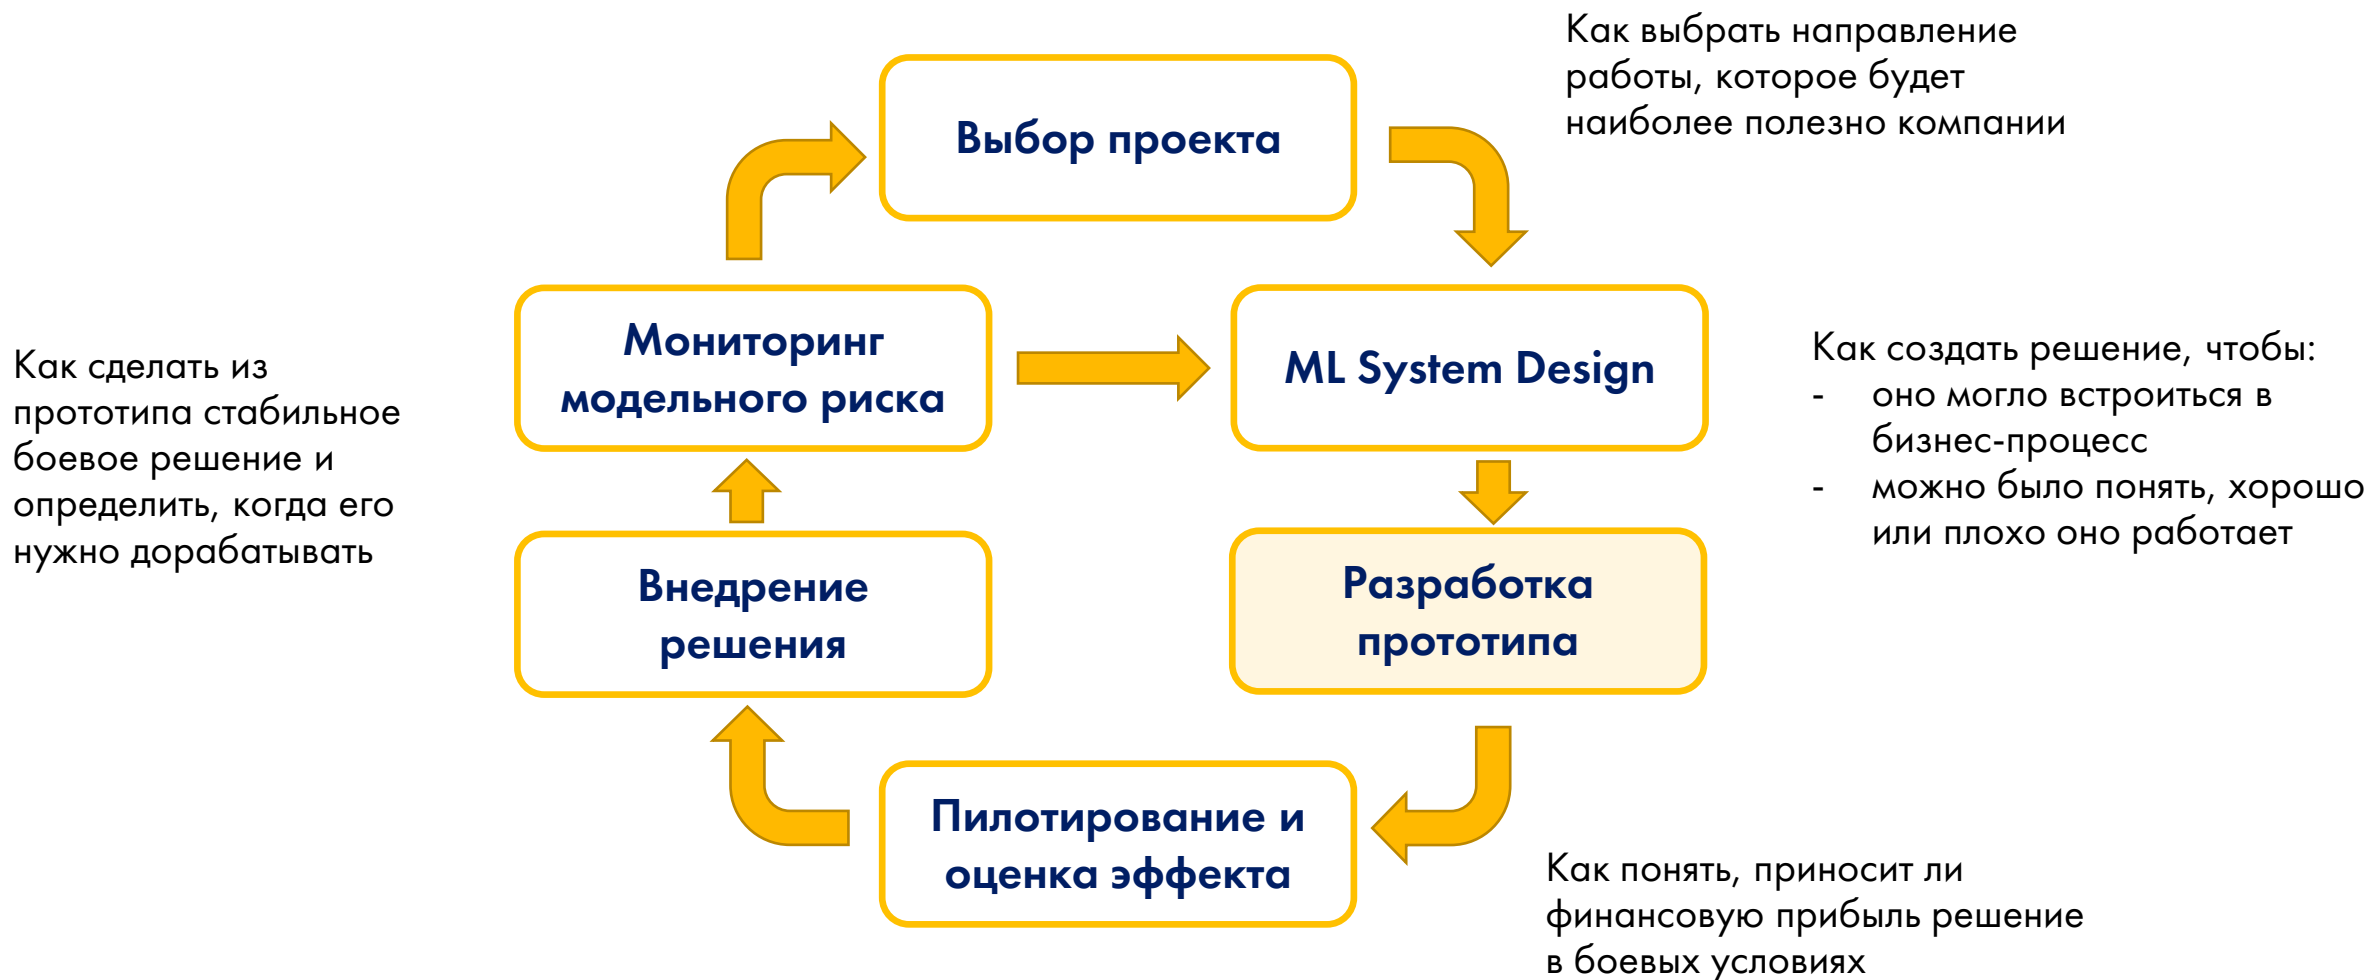 Как выбрать направление
работы, которое будет
наиболее полезно компании
Выбор проекта
Мониторинг
модельного риска
ML System Design
Как создать решение, чтобы:
- оно могло встроиться в
бизнес-процесс
- можно было понять, хорошо
или плохо оно работает
Как сделать из
прототипа стабильное
боевое решение и
определить, когда его
нужно дорабатывать
Внедрение
решения
Разработка
прототипа
Пилотирование и
оценка эффекта
Как понять, приносит ли
финансовую прибыль решение
в боевых условиях